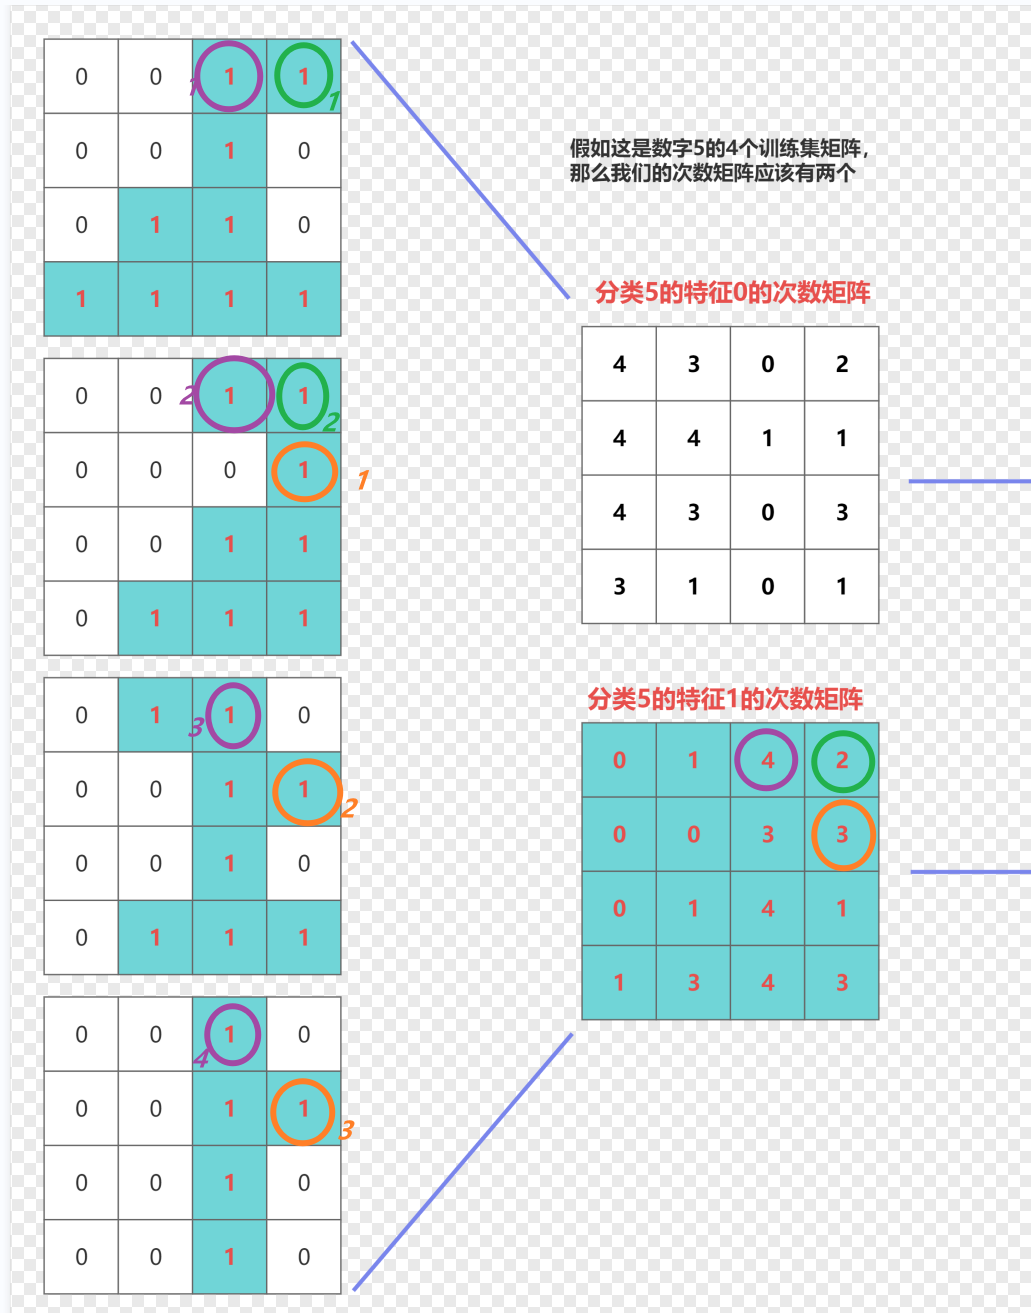 0 0 1 1
1 1
0 0 1 0
0 1 1 0
1 1 1 1
0 0 1 1
2 2
0 0 0 1
1
0 0 1 1
0 1 1 1
0 1 1 0
3
0 0 1 1
2
0 0 1 0
0 1 1 1
0 0 1 0
4
0 0 1 1
3
0 0 1 0
0 0 1 0
假如这是数字5的4个训练集矩阵，
那么我们的次数矩阵应该有两个
分类5的特征0的次数矩阵
4 3 0 2
4 4 1 1
4 3 0 3
3 1 0 1
分类5的特征1的次数矩阵
0 1 4 2
0 0 3 3
0 1 4 1
1 3 4 3